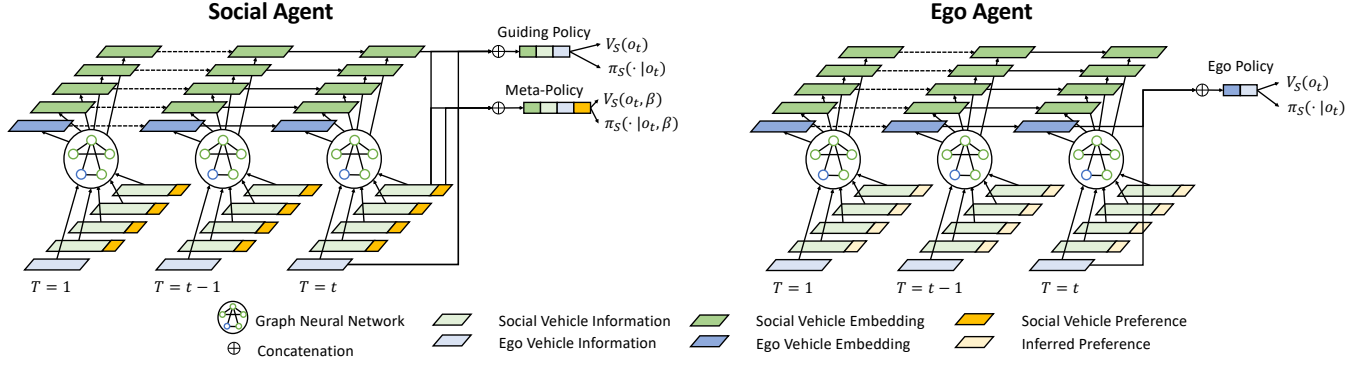 Social Agent
Ego Agent
Guiding Policy
V_S(o_t)
π_S(· |o_t)
Meta-Policy
V_S(o_t, β)
π_S(· |o_t, β)
Ego Policy
V_S(o_t)
π_S(· |o_t)
T = 1
T = t − 1
T = t
T = 1
T = t − 1
T = t
Graph Neural Network
Social Vehicle Information
Social Vehicle Embedding
Social Vehicle Preference
Concatenation
Ego Vehicle Information
Ego Vehicle Embedding
Inferred Preference